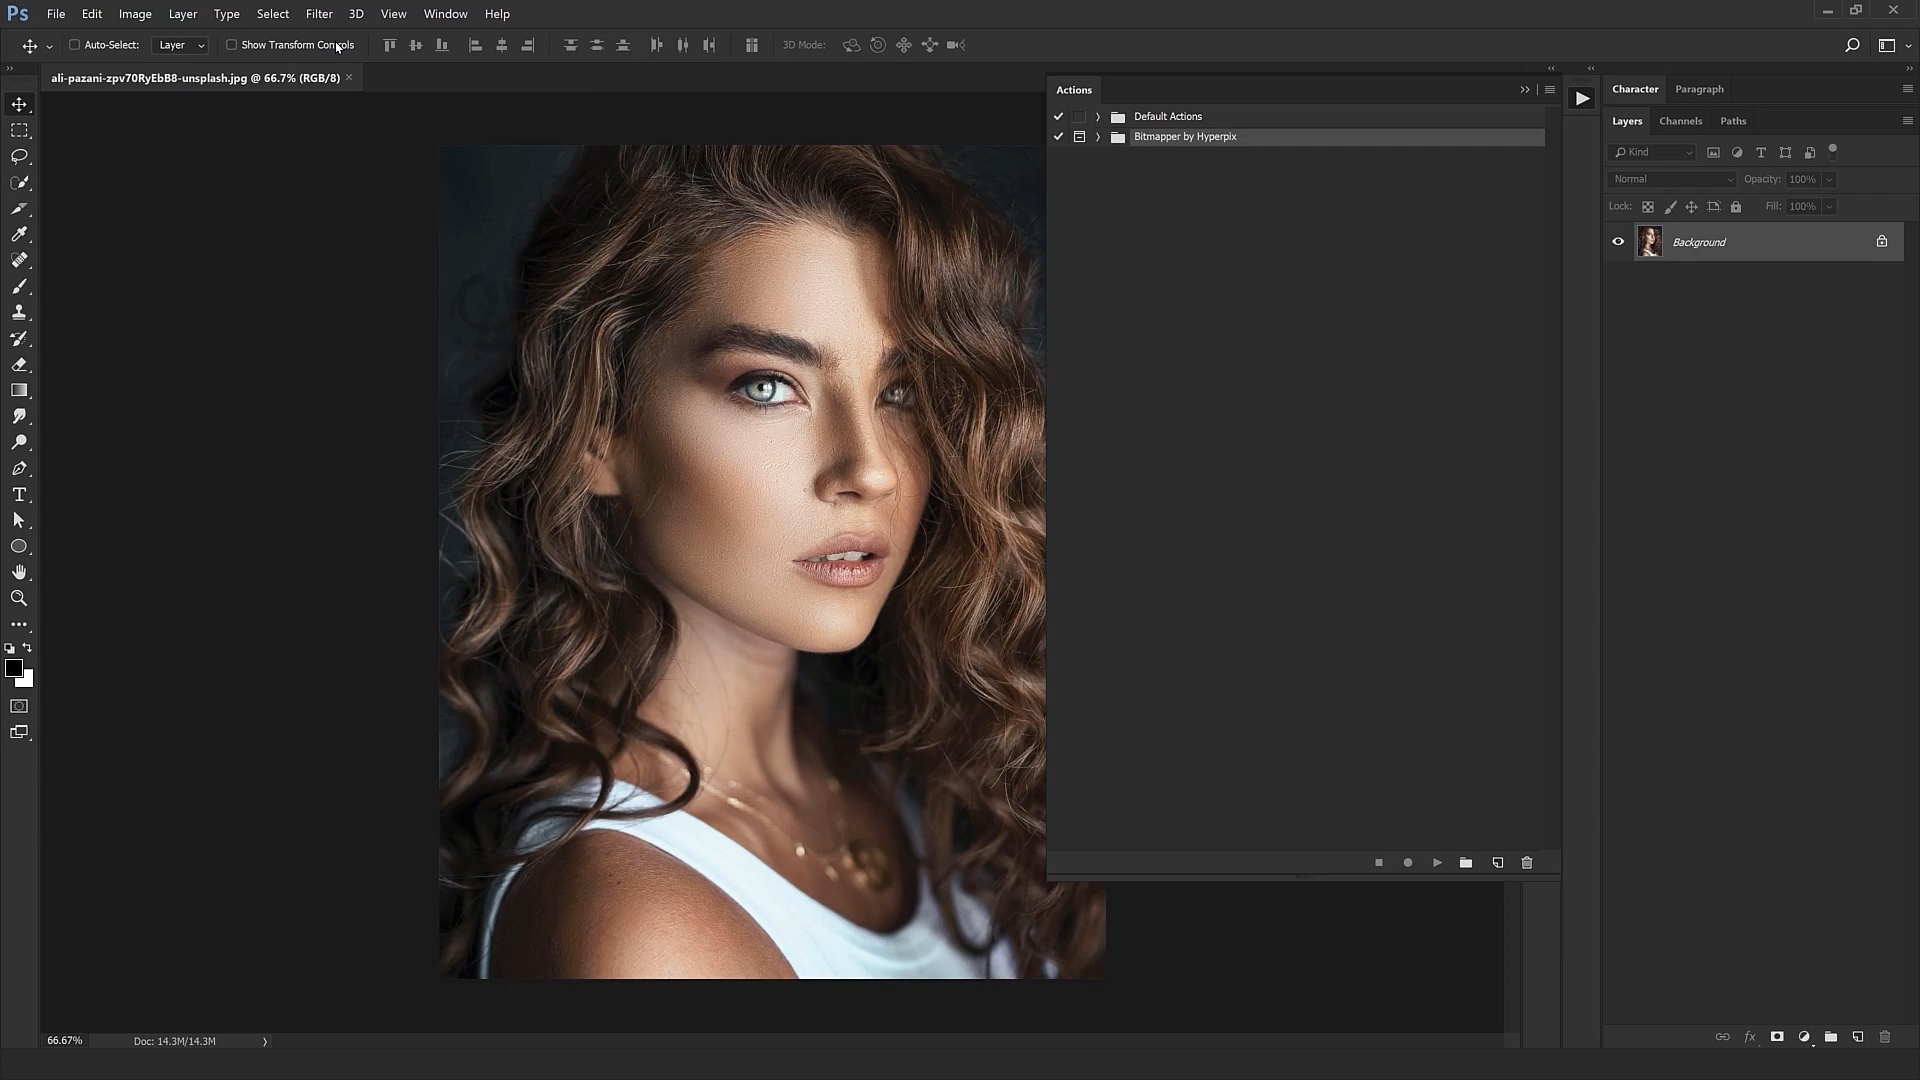 Ps File Edit Image Layer Type Select Filter 3D View Window Help
Auto-Select: Layer Show Transform Controls 3D Mode:
ali-pazani-zpv70RyEbB8-unsplash.jpg @ 66.7% (RGB/8) ×
Actions
Default Actions
Bitmapper by Hyperpix
Character Paragraph
Layers Channels Paths
Kind
Normal Opacity: 100%
Lock: Fill: 100%
Background
66.67% Doc: 14.3M/14.3M